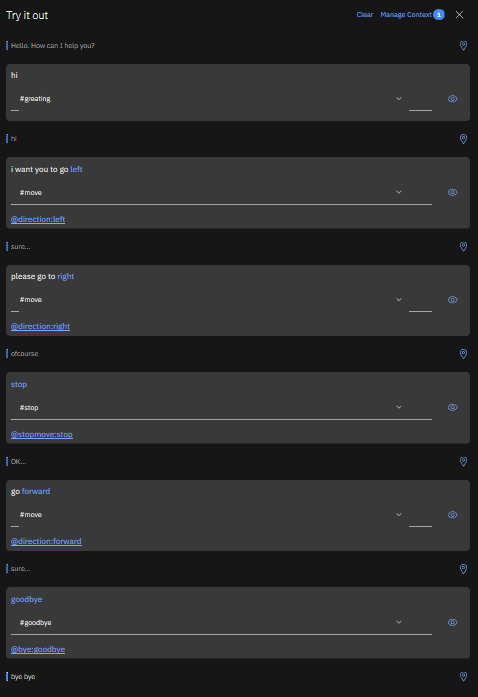 Try it out
Clear Manage Context 1
Hello. How can I help you?
hi
#greating
hi
i want you to go left
#move
@direction:left
sure...
please go to right
#move
@direction:right
ofcourse
stop
#stop
@stopmove:stop
OK...
go forward
#move
@direction:forward
sure...
goodbye
#goodbye
@bye:goodbye
bye bye